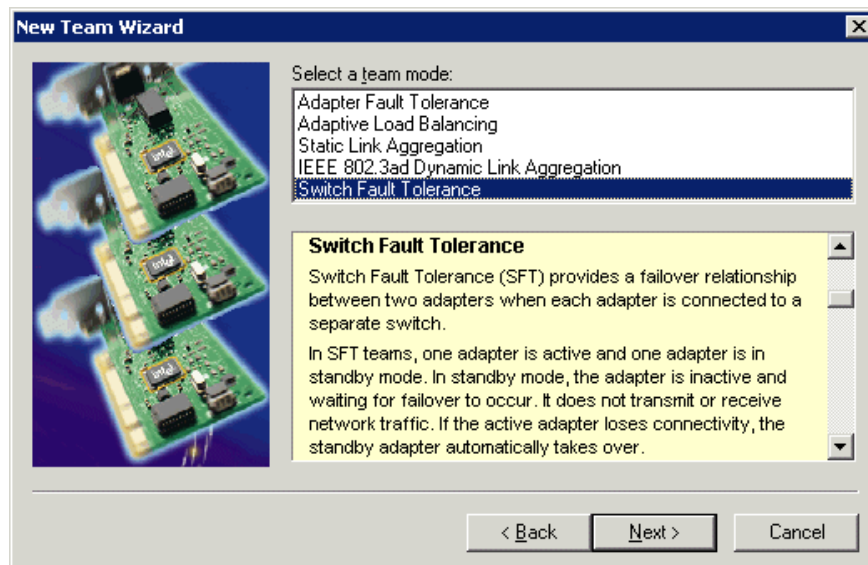 New Team Wizard
Select a team mode:
Adapter Fault Tolerance
Adaptive Load Balancing
Static Link Aggregation
IEEE 802.3ad Dynamic Link Aggregation
Switch Fault Tolerance
Switch Fault Tolerance
Switch Fault Tolerance (SFT) provides a failover relationship
between two adapters when each adapter is connected to a
separate switch.
In SFT teams, one adapter is active and one adapter is in
standby mode. In standby mode, the adapter is inactive and
waiting for failover to occur. It does not transmit or receive
network traffic. If the active adapter loses connectivity, the
standby adapter automatically takes over.
intel
intel
intel
< Back
Next >
Cancel